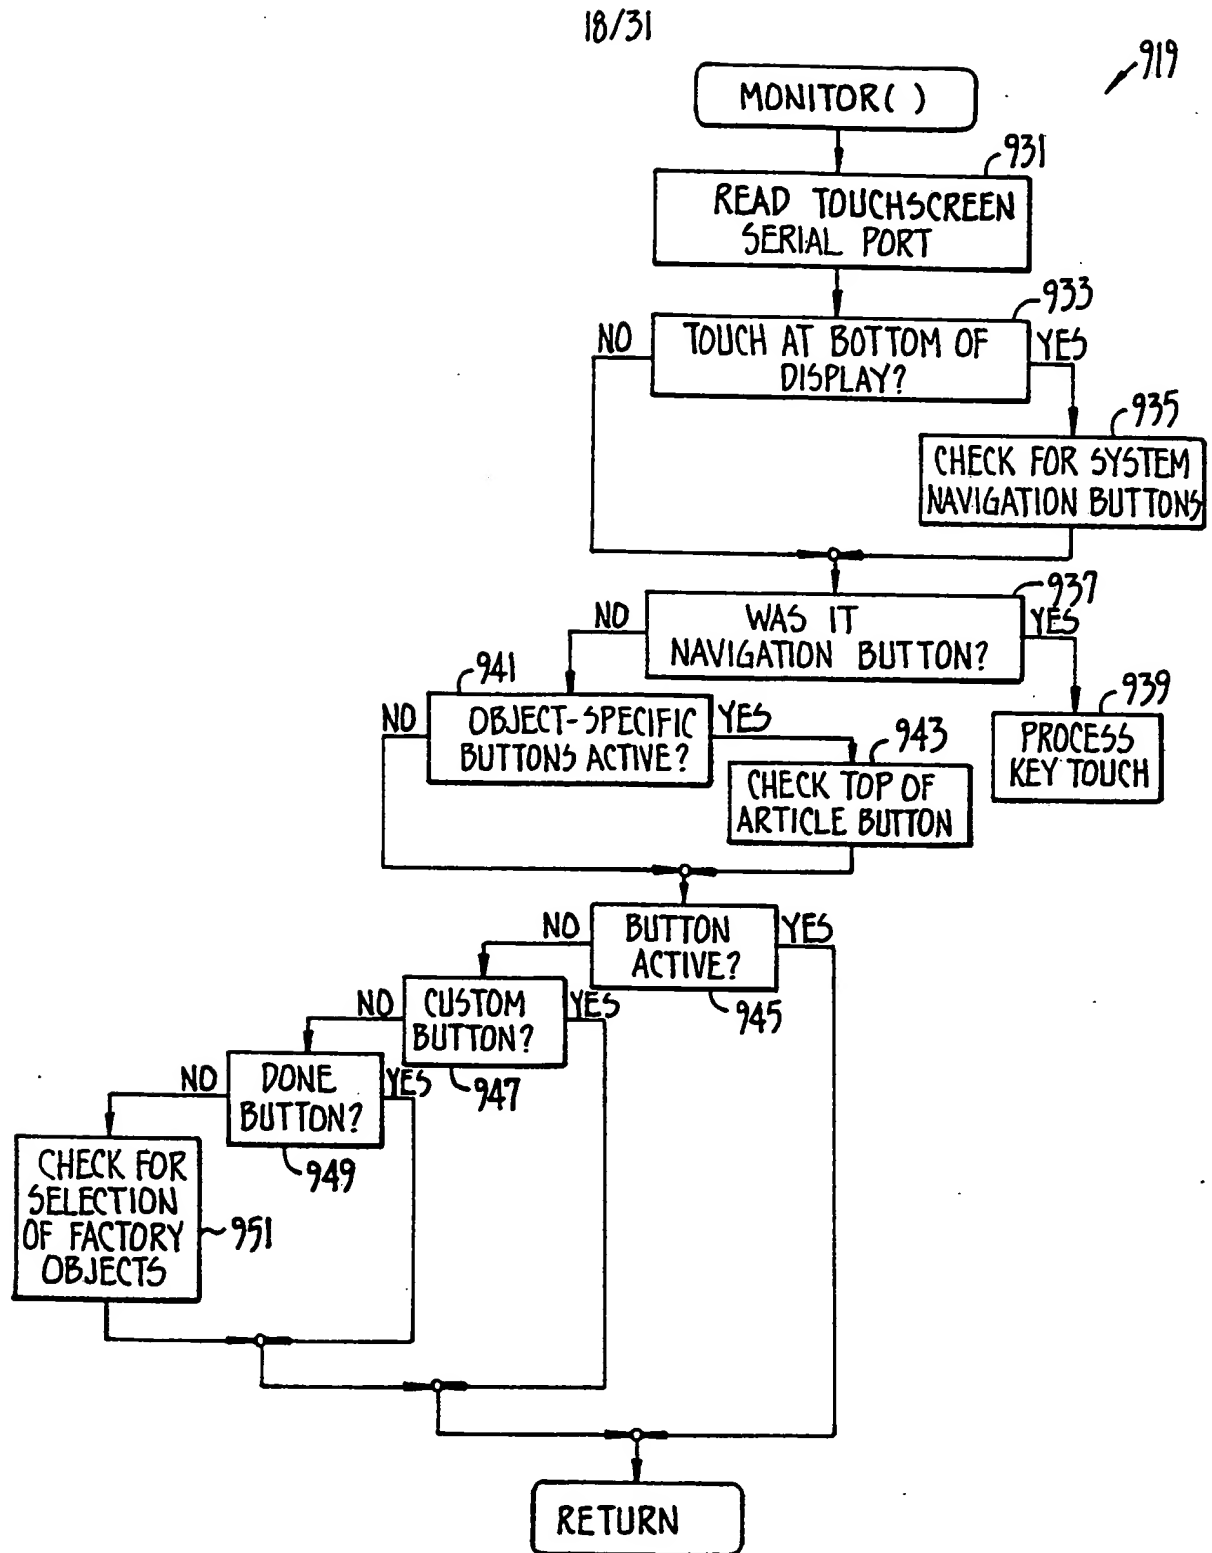 18/31
919
MONITOR( )
931
READ TOUCHSCREEN
SERIAL PORT
933
NO
TOUCH AT BOTTOM OF
DISPLAY?
YES
935
CHECK FOR SYSTEM
NAVIGATION BUTTONS
937
NO
WAS IT
NAVIGATION BUTTON?
YES
939
PROCESS
KEY TOUCH
941
NO
OBJECT-SPECIFIC
BUTTONS ACTIVE?
YES
943
CHECK TOP OF
ARTICLE BUTTON
NO
BUTTON
ACTIVE?
YES
945
NO
CUSTOM
BUTTON?
YES
947
NO
DONE
BUTTON?
YES
949
CHECK FOR
SELECTION
OF FACTORY
OBJECTS
951
RETURN